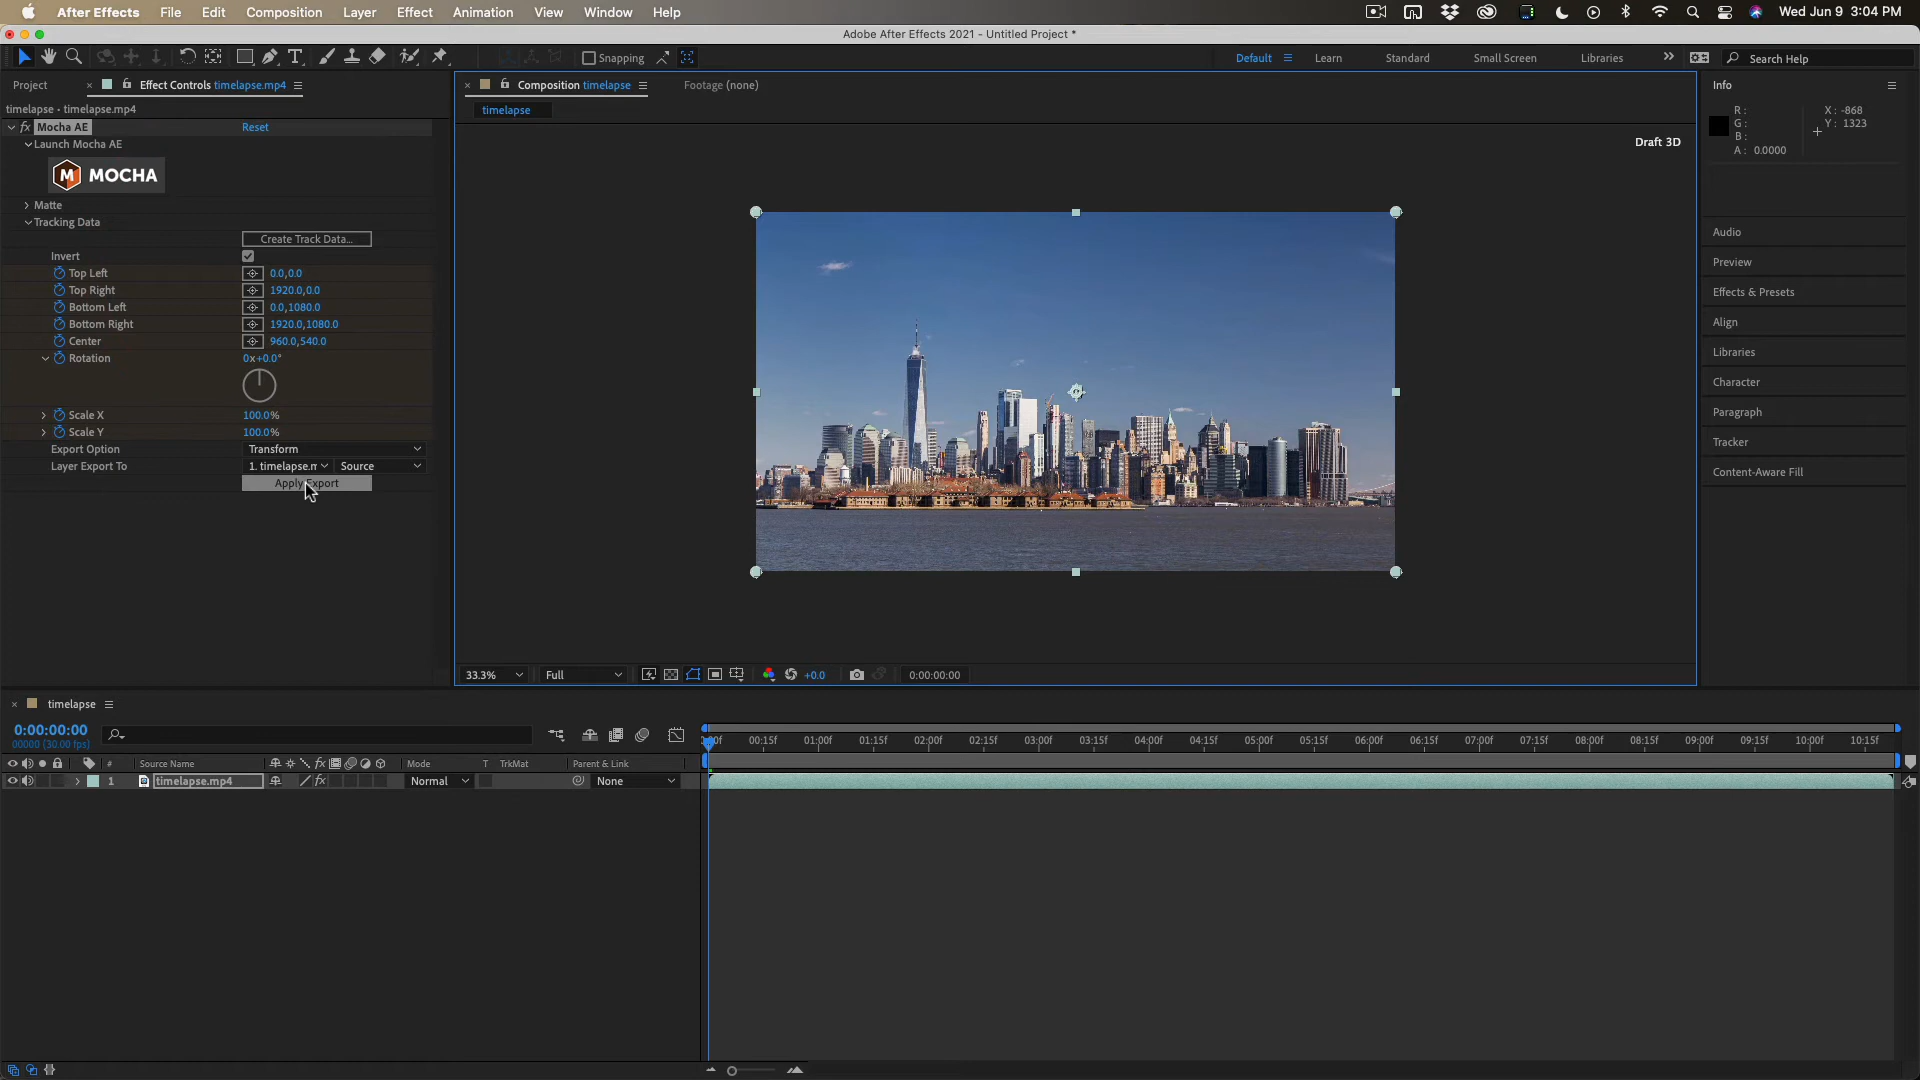 After Effects File Edit Composition Layer Effect Animation View Window Help Wed Jun 9 3:04 PM
Adobe After Effects 2021 - Untitled Project *
Snapping Default Learn Standard Small Screen Libraries Search Help
Project Effect Controls timelapse.mp4
timelapse • timelapse.mp4
fx Mocha AE Reset
Launch Mocha AE
M MOCHA
Matte
Tracking Data
Create Track Data...
Invert
Top Left 0.0,0.0
Top Right 1920.0,0.0
Bottom Left 0.0,1080.0
Bottom Right 1920.0,1080.0
Center 960.0,540.0
Rotation 0x+0.0°
Scale X 100.0%
Scale Y 100.0%
Export Option Transform
Layer Export To 1. timelapse.m Source
Apply Export
Composition timelapse Footage (none)
timelapse
Draft 3D
33.3% Full +0.0 0:00:00:00
Info
R : X : -868
G : Y : 1323
B :
A : 0.0000
Audio
Preview
Effects & Presets
Align
Libraries
Character
Paragraph
Tracker
Content-Aware Fill
timelapse
0:00:00:00
00000 (30.00 fps)
00:15f 01:00f 01:15f 02:00f 02:15f 03:00f 03:15f 04:00f 04:15f 05:00f 05:15f 06:00f 06:15f 07:00f 07:15f 08:00f 08:15f 09:00f 09:15f 10:00f 10:15f
# Source Name fx Mode T TrkMat Parent & Link
1 timelapse.mp4 fx Normal None